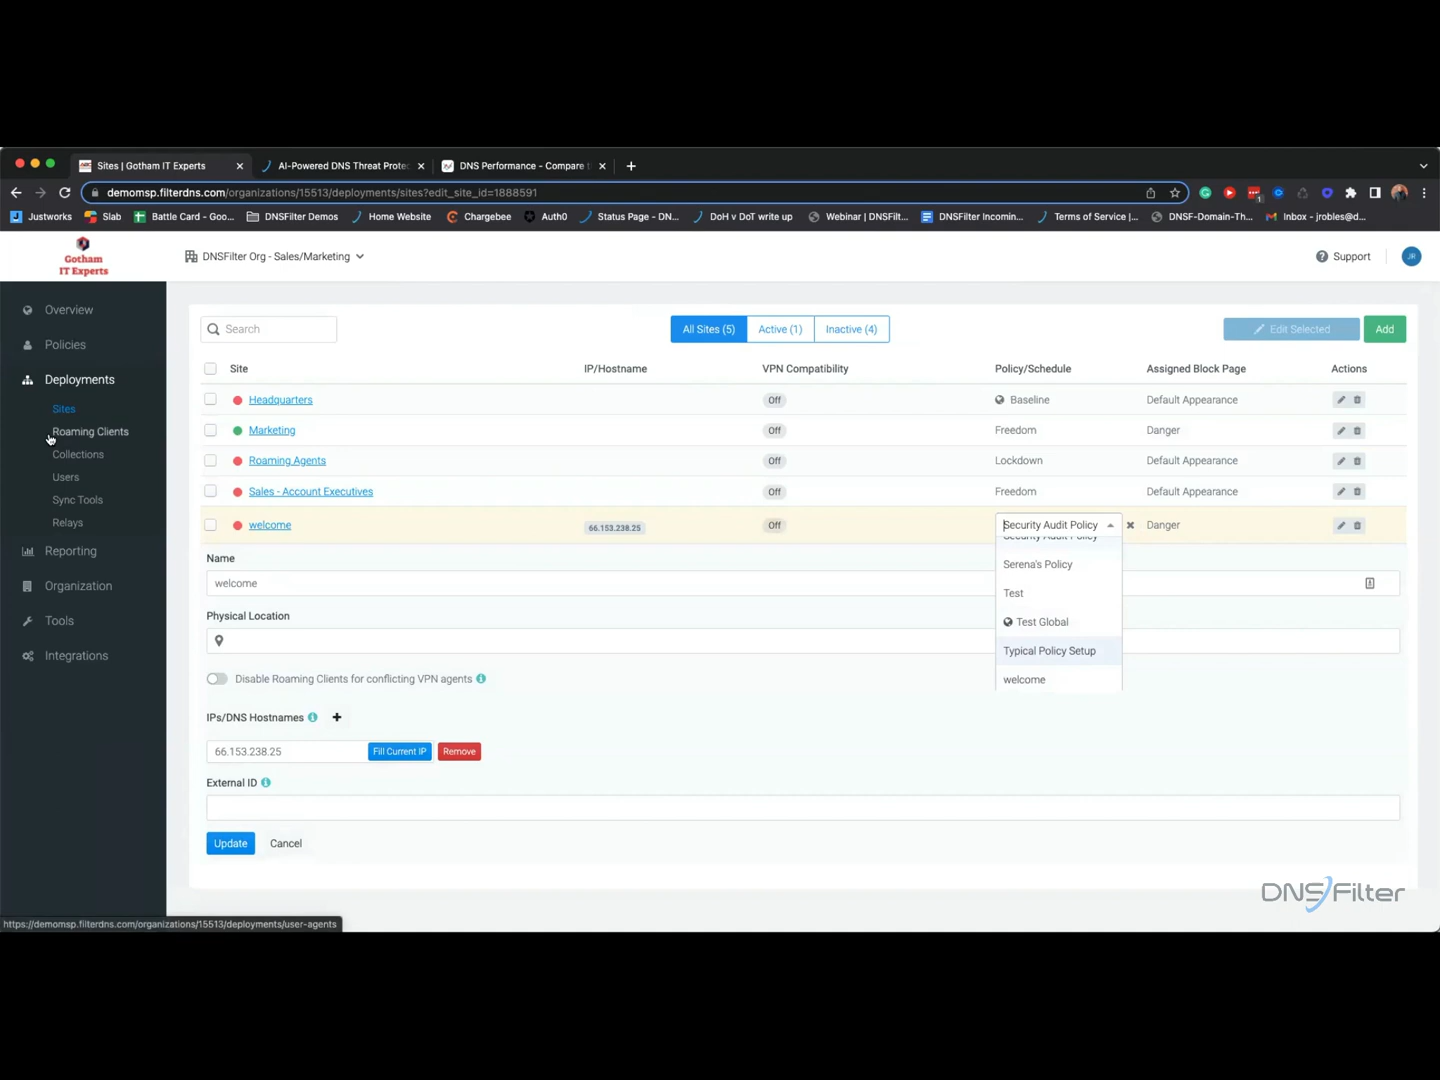 Sites | Gotham IT Experts
AI-Powered DNS Threat Protec
DNS Performance - Compare t
demomsp.filterdns.com/organizations/15513/deployments/sites?edit_site_id=1888591
Justworks
Slab
Battle Card - Goo...
DNSFilter Demos
Home Website
Chargebee
Auth0
Status Page - DN...
DoH v DoT write up
Webinar | DNSFilt...
DNSFilter Incomin...
Terms of Service |...
DNSF-Domain-Th...
Inbox - jrobles@d...
Gotham
IT Experts
DNSFilter Org - Sales/Marketing
Support
JR
Overview
Policies
Deployments
Sites
Roaming Clients
Collections
Users
Sync Tools
Relays
Reporting
Organization
Tools
Integrations
Search
All Sites (5)
Active (1)
Inactive (4)
Edit Selected
Add
Site IP/Hostname VPN Compatibility Policy/Schedule Assigned Block Page Actions
Headquarters Off Baseline Default Appearance
Marketing Off Freedom Danger
Roaming Agents Off Lockdown Default Appearance
Sales - Account Executives Off Freedom Default Appearance
welcome 66.153.238.25 Off Security Audit Policy Danger
Security Audit Policy
Serena's Policy
Test
Test Global
Typical Policy Setup
welcome
Name
welcome
Physical Location
Disable Roaming Clients for conflicting VPN agents
IPs/DNS Hostnames
66.153.238.25
Fill Current IP
Remove
External ID
Update
Cancel
DNSFilter
https://demomsp.filterdns.com/organizations/15513/deployments/user-agents